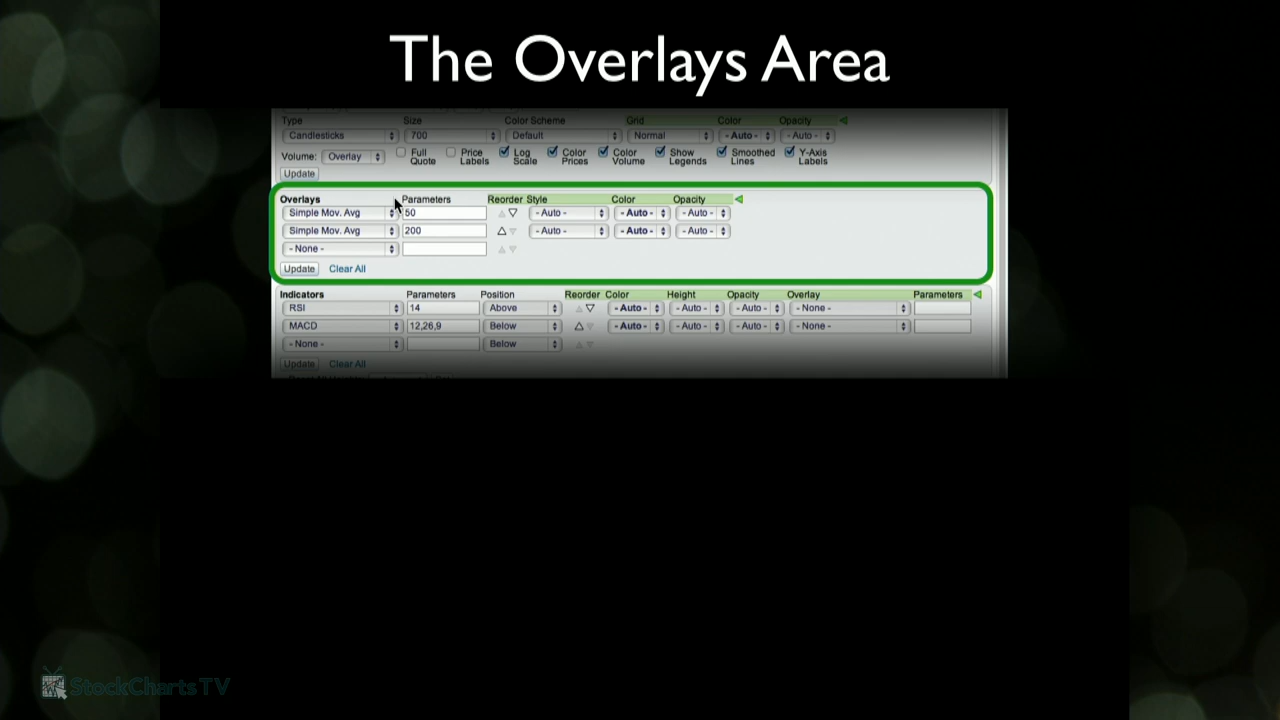 The Overlays Area
Type Size Color Scheme Grid Color Opacity
Candlesticks 700 Default Normal - Auto - - Auto -
Volume: Overlay Full Quote Price Labels Log Scale Color Prices Color Volume Show Legends Smoothed Lines Y-Axis Labels
Update
Overlays Parameters Reorder Style Color Opacity
Simple Mov. Avg 50 - Auto - - Auto - - Auto -
Simple Mov. Avg 200 - Auto - - Auto - - Auto -
- None -
Update Clear All
Indicators Parameters Position Reorder Color Height Opacity Overlay Parameters
RSI 14 Above - Auto - - Auto - - Auto - - None -
MACD 12,26,9 Below - Auto - - Auto - - Auto - - None -
- None - Below
Update Clear All
StockCharts TV